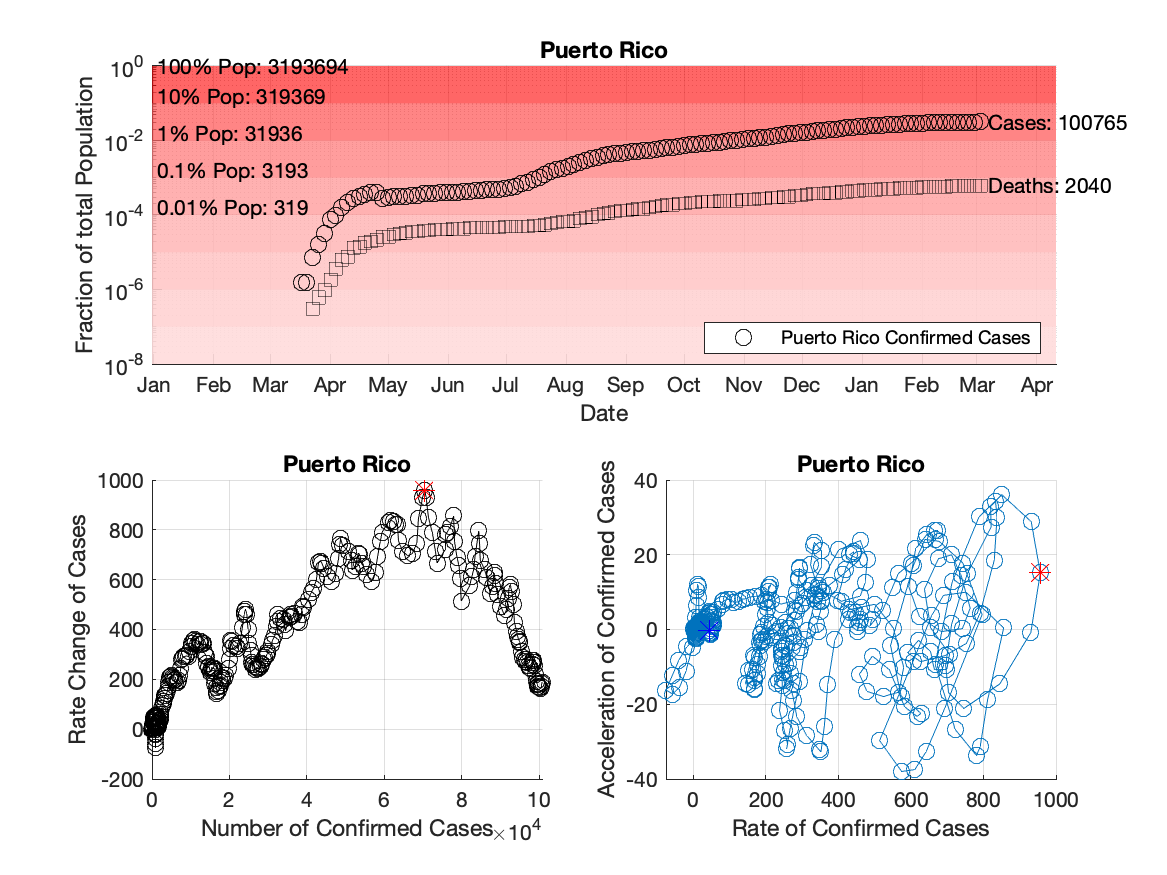 Puerto Rico
10^0
10^-2
10^-4
10^-6
10^-8
Fraction of total Population
100% Pop: 3193694
10% Pop: 319369
1% Pop: 31936
0.1% Pop: 3193
0.01% Pop: 319
Cases: 100765
Deaths: 2040
Puerto Rico Confirmed Cases
Jan Feb Mar Apr May Jun Jul Aug Sep Oct Nov Dec Jan Feb Mar Apr
Date
Puerto Rico
1000
800
600
400
200
0
-200
Rate Change of Cases
0 2 4 6 8 10
Number of Confirmed Cases ×10^4
Puerto Rico
40
20
0
-20
-40
Acceleration of Confirmed Cases
0 200 400 600 800 1000
Rate of Confirmed Cases